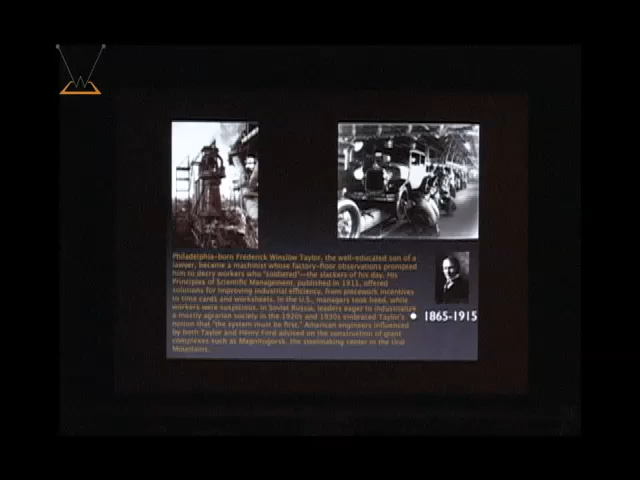 Philadelphia-born Frederick Winslow Taylor, the well-educated son of a
lawyer, became a machinist whose factory-floor observations prompted
him to decry workers who "soldiered"—the slackers of his day. His
Principles of Scientific Management, published in 1911, offered
solutions for improving industrial efficiency, from piecework incentives
to time cards and worksheets. In the U.S., managers took heed, while
workers were suspicious. In Soviet Russia, leaders eager to industrialize
a mostly agrarian society in the 1920s and 1930s embraced Taylor's
notion that "the system must be first." American engineers influenced
by both Taylor and Henry Ford advised on the construction of giant
complexes such as Magnitogorsk, the steelmaking center in the Ural
Mountains.
1865-1915